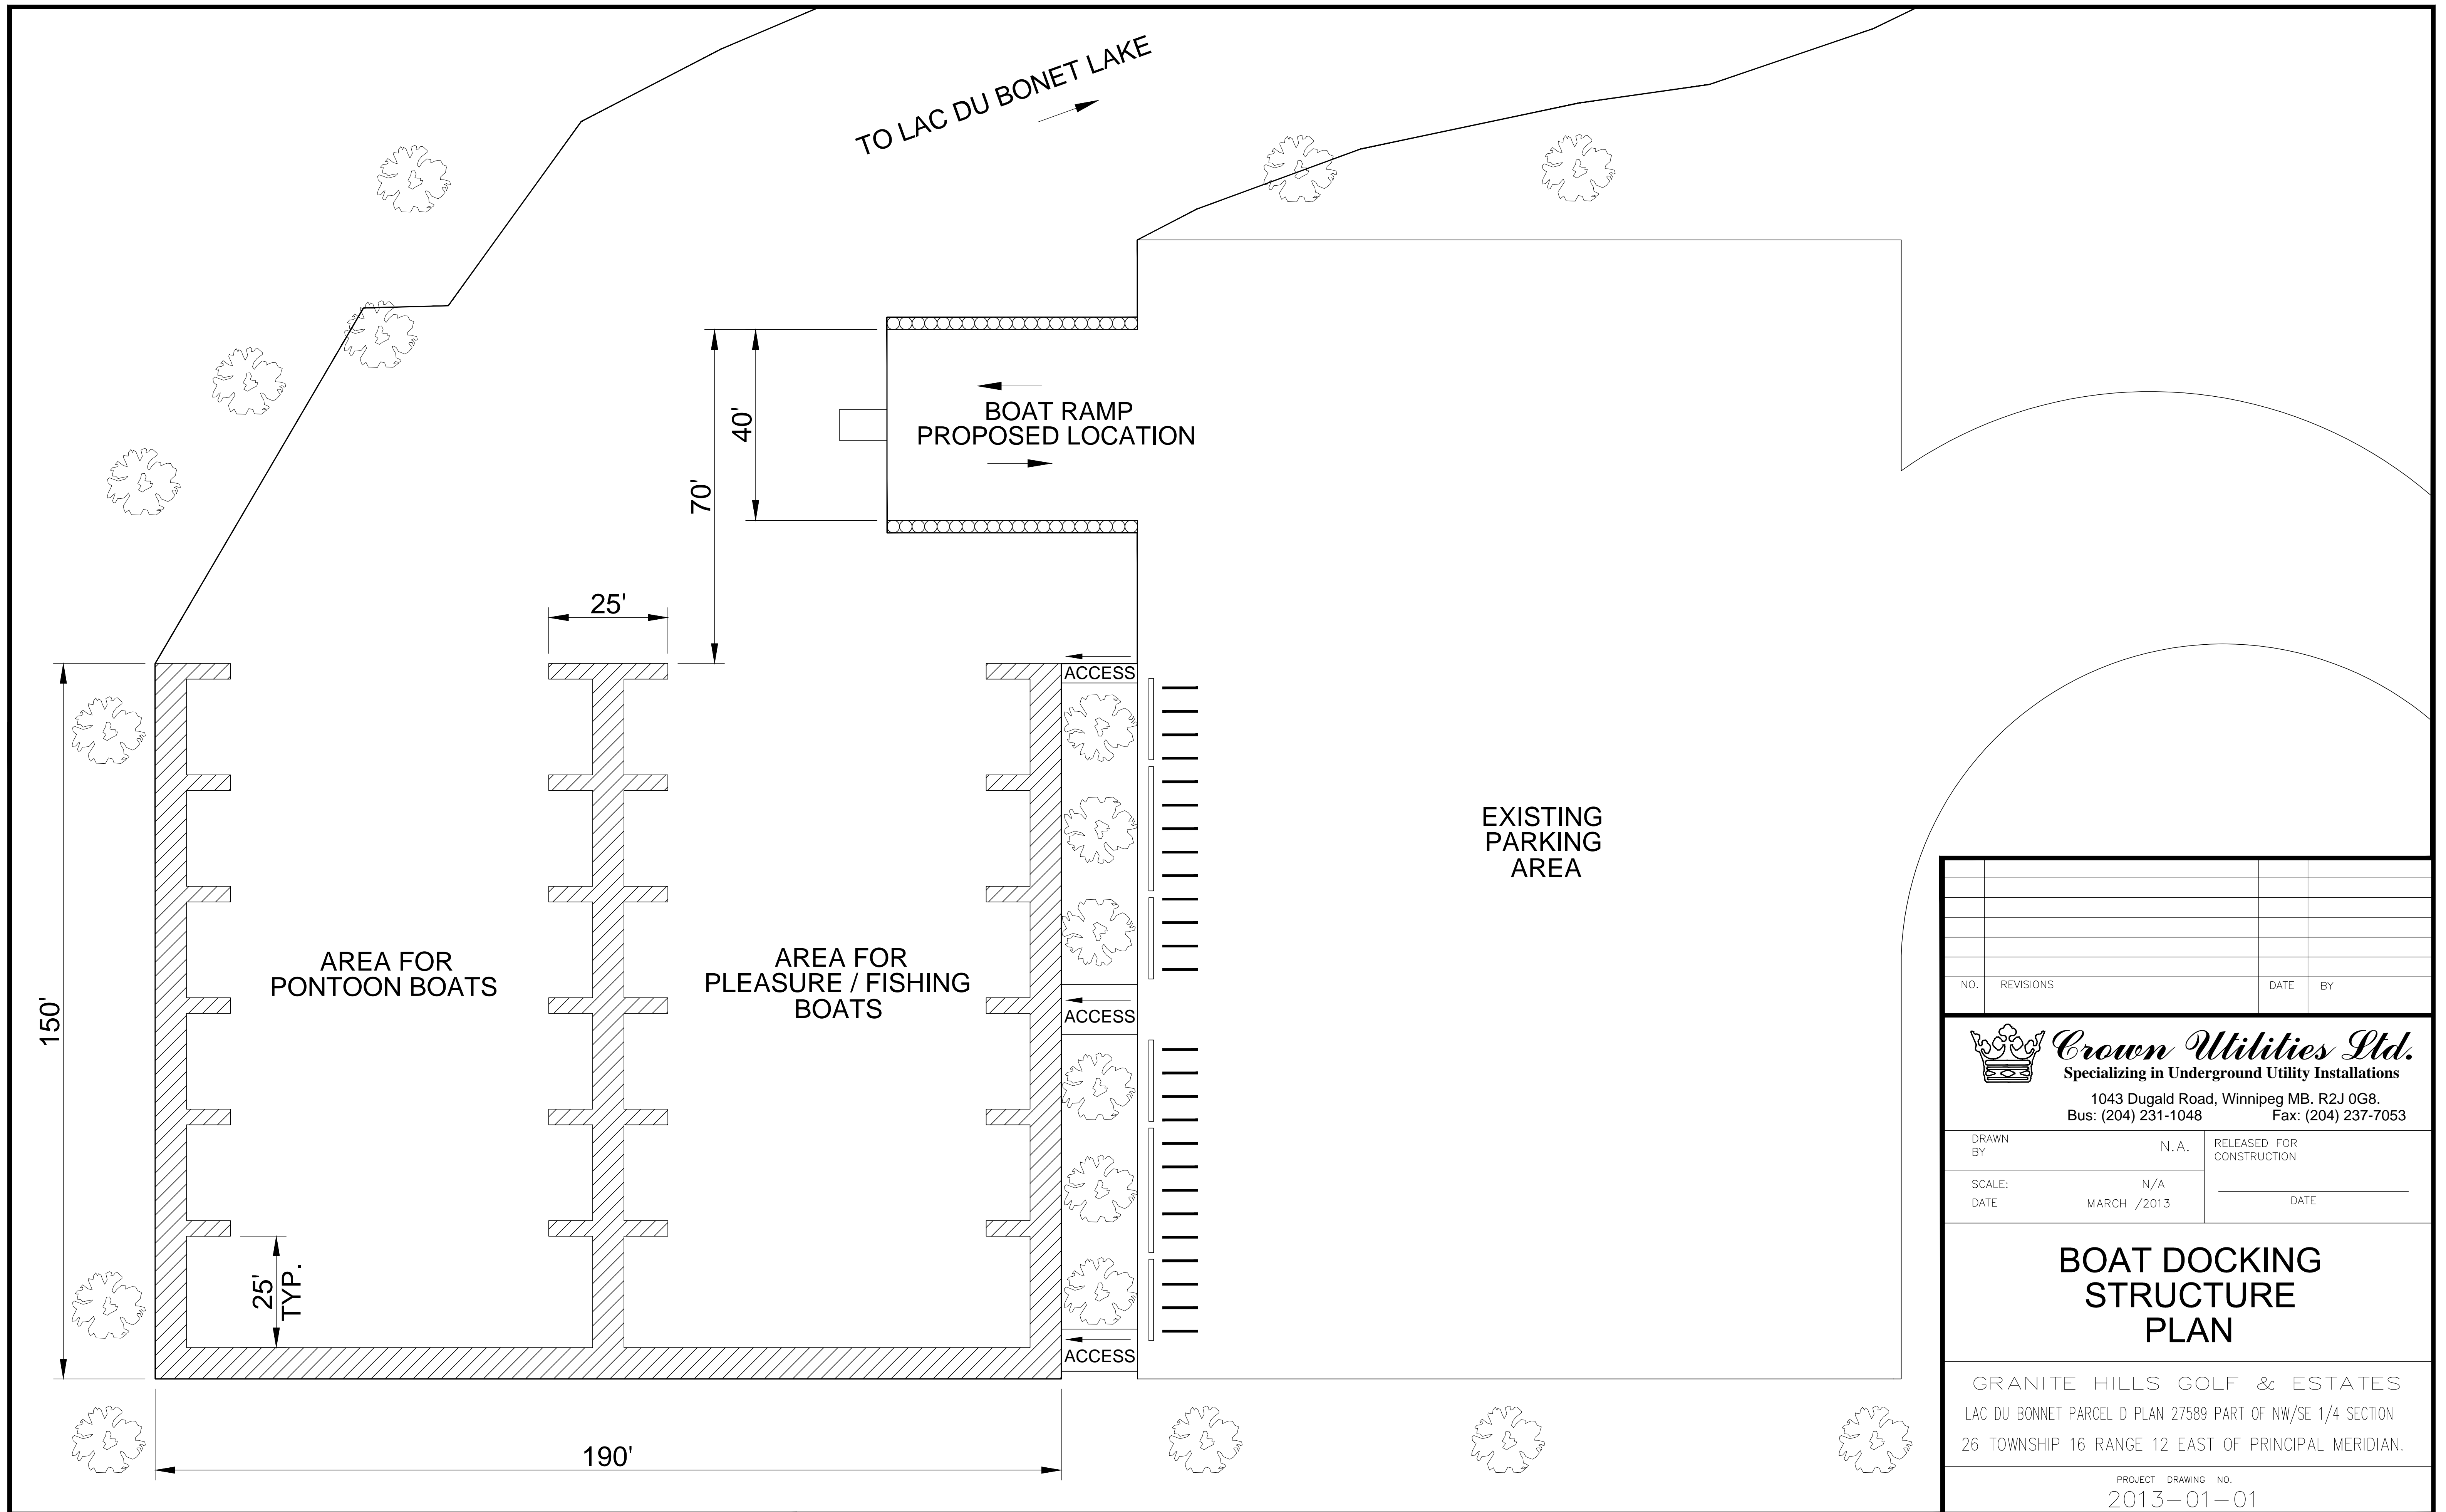 TO LAC DU BONET LAKE
BOAT RAMP
PROPOSED LOCATION
40'
70'
25'
ACCESS
EXISTING
PARKING
AREA
AREA FOR
PONTOON BOATS
AREA FOR
PLEASURE / FISHING
BOATS
150'
ACCESS
25'
TYP.
ACCESS
190'
NO. REVISIONS DATE BY
Crown Utilities Ltd.
Specializing in Underground Utility Installations
1043 Dugald Road, Winnipeg MB. R2J 0G8.
Bus: (204) 231-1048 Fax: (204) 237-7053
DRAWN
BY N.A.
RELEASED FOR
CONSTRUCTION
SCALE: N/A
DATE MARCH /2013
DATE
BOAT DOCKING
STRUCTURE
PLAN
GRANITE HILLS GOLF & ESTATES
LAC DU BONNET PARCEL D PLAN 27589 PART OF NW/SE 1/4 SECTION
26 TOWNSHIP 16 RANGE 12 EAST OF PRINCIPAL MERIDIAN.
PROJECT DRAWING NO.
2013-01-01